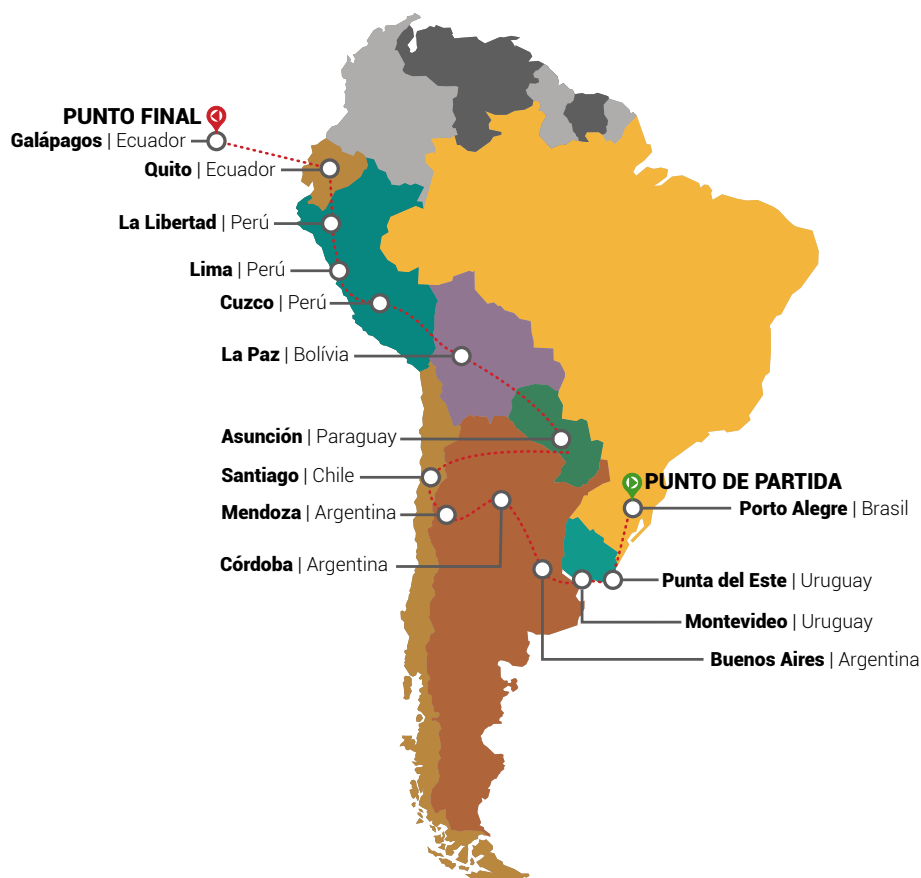 PUNTO FINAL
Galápagos | Ecuador
Quito | Ecuador
La Libertad | Perú
Lima | Perú
Cuzco | Perú
La Paz | Bolívia
Asunción | Paraguay
Santiago | Chile
Mendoza | Argentina
Córdoba | Argentina
PUNTO DE PARTIDA
Porto Alegre | Brasil
Punta del Este | Uruguay
Montevideo | Uruguay
Buenos Aires | Argentina